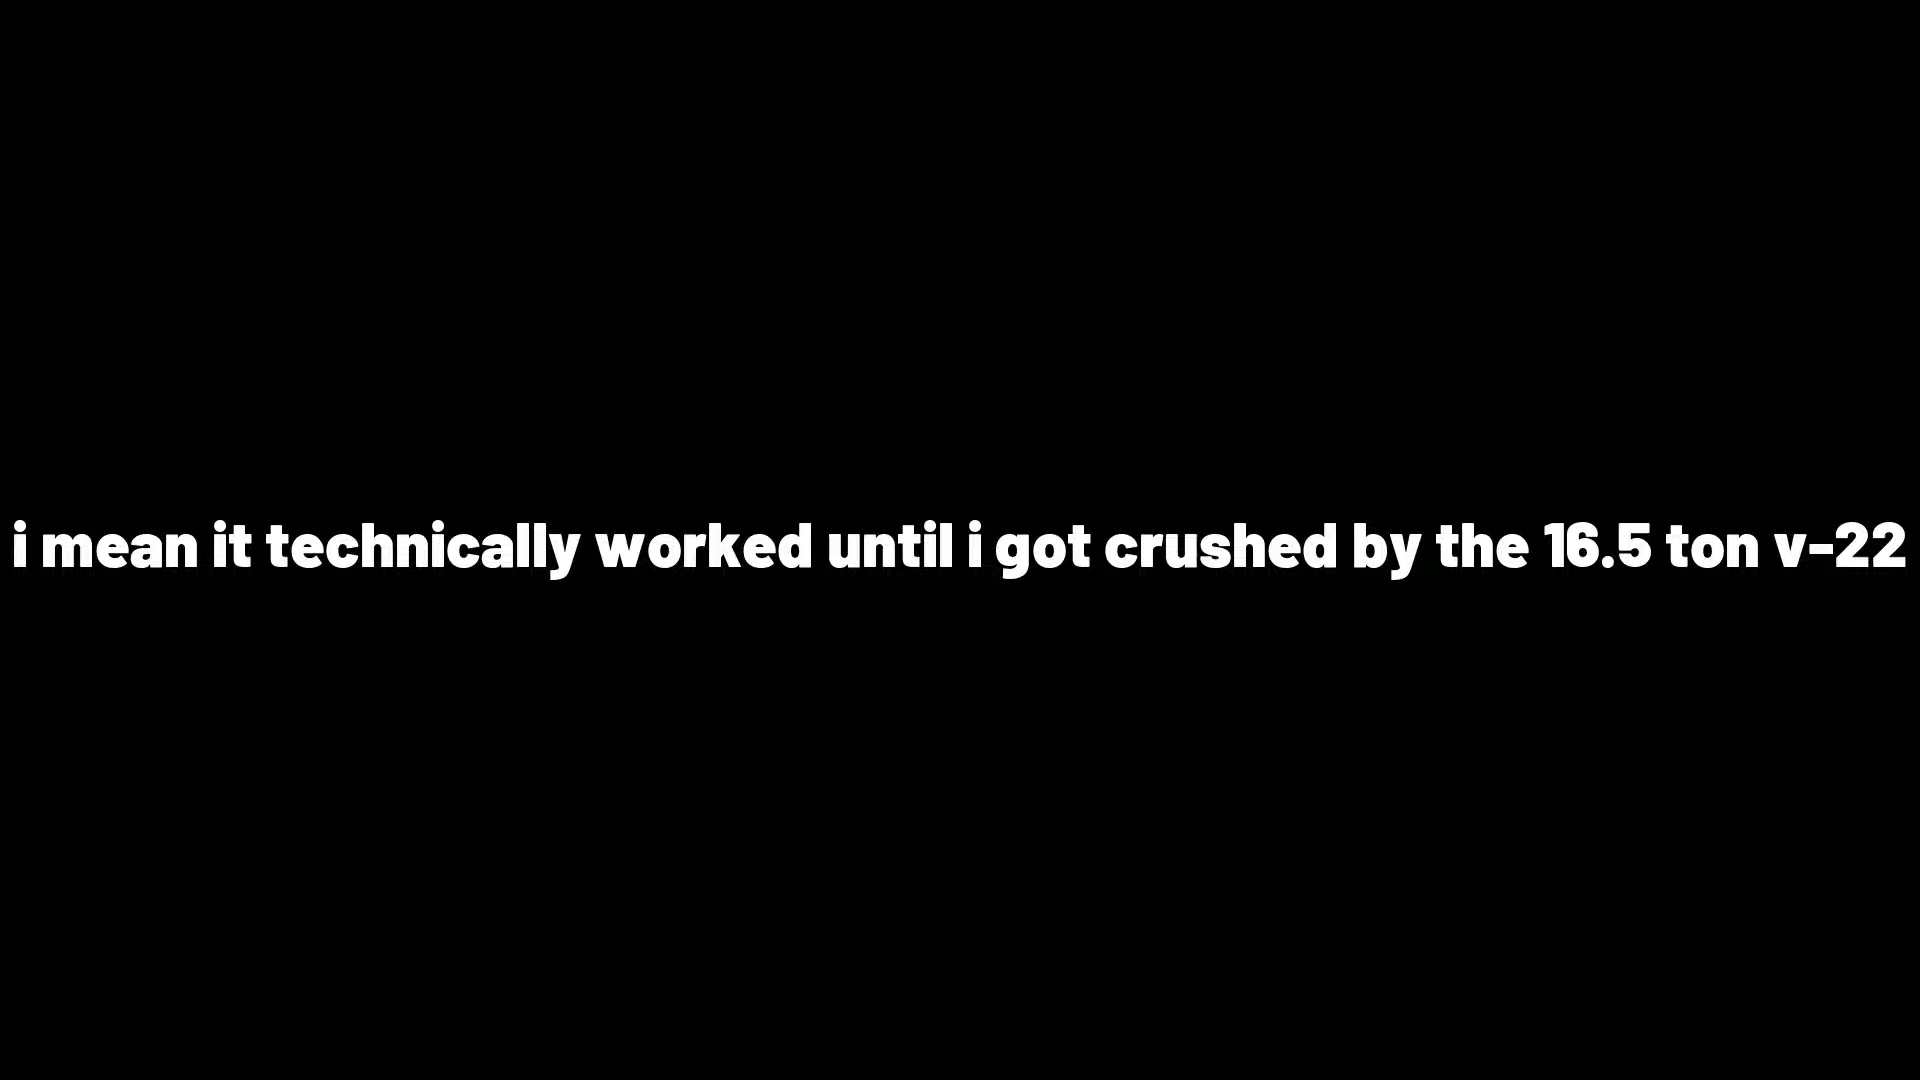 i mean it technically worked until i got crushed by the 16.5 ton v-22